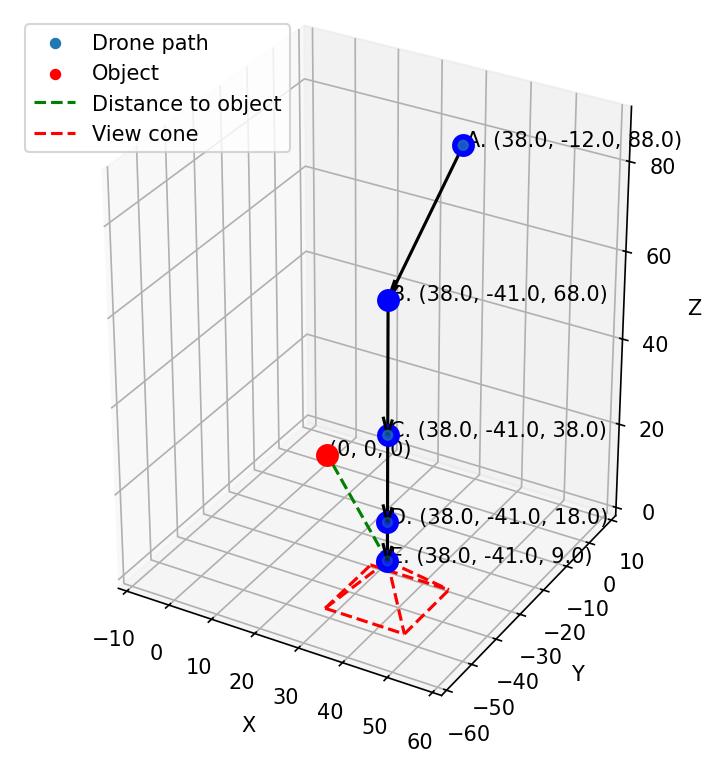 Drone path
Object
Distance to object
View cone
A. (38.0, -12.0, 88.0)
B. (38.0, -41.0, 68.0)
C. (38.0, -41.0, 38.0)
(0, 0, 0)
D. (38.0, -41.0, 18.0)
E. (38.0, -41.0, 9.0)
80
60
40
20
0
Z
10
0
−10
−20
−30
−40
−50
−60
Y
−10
0
10
20
30
40
50
60
X